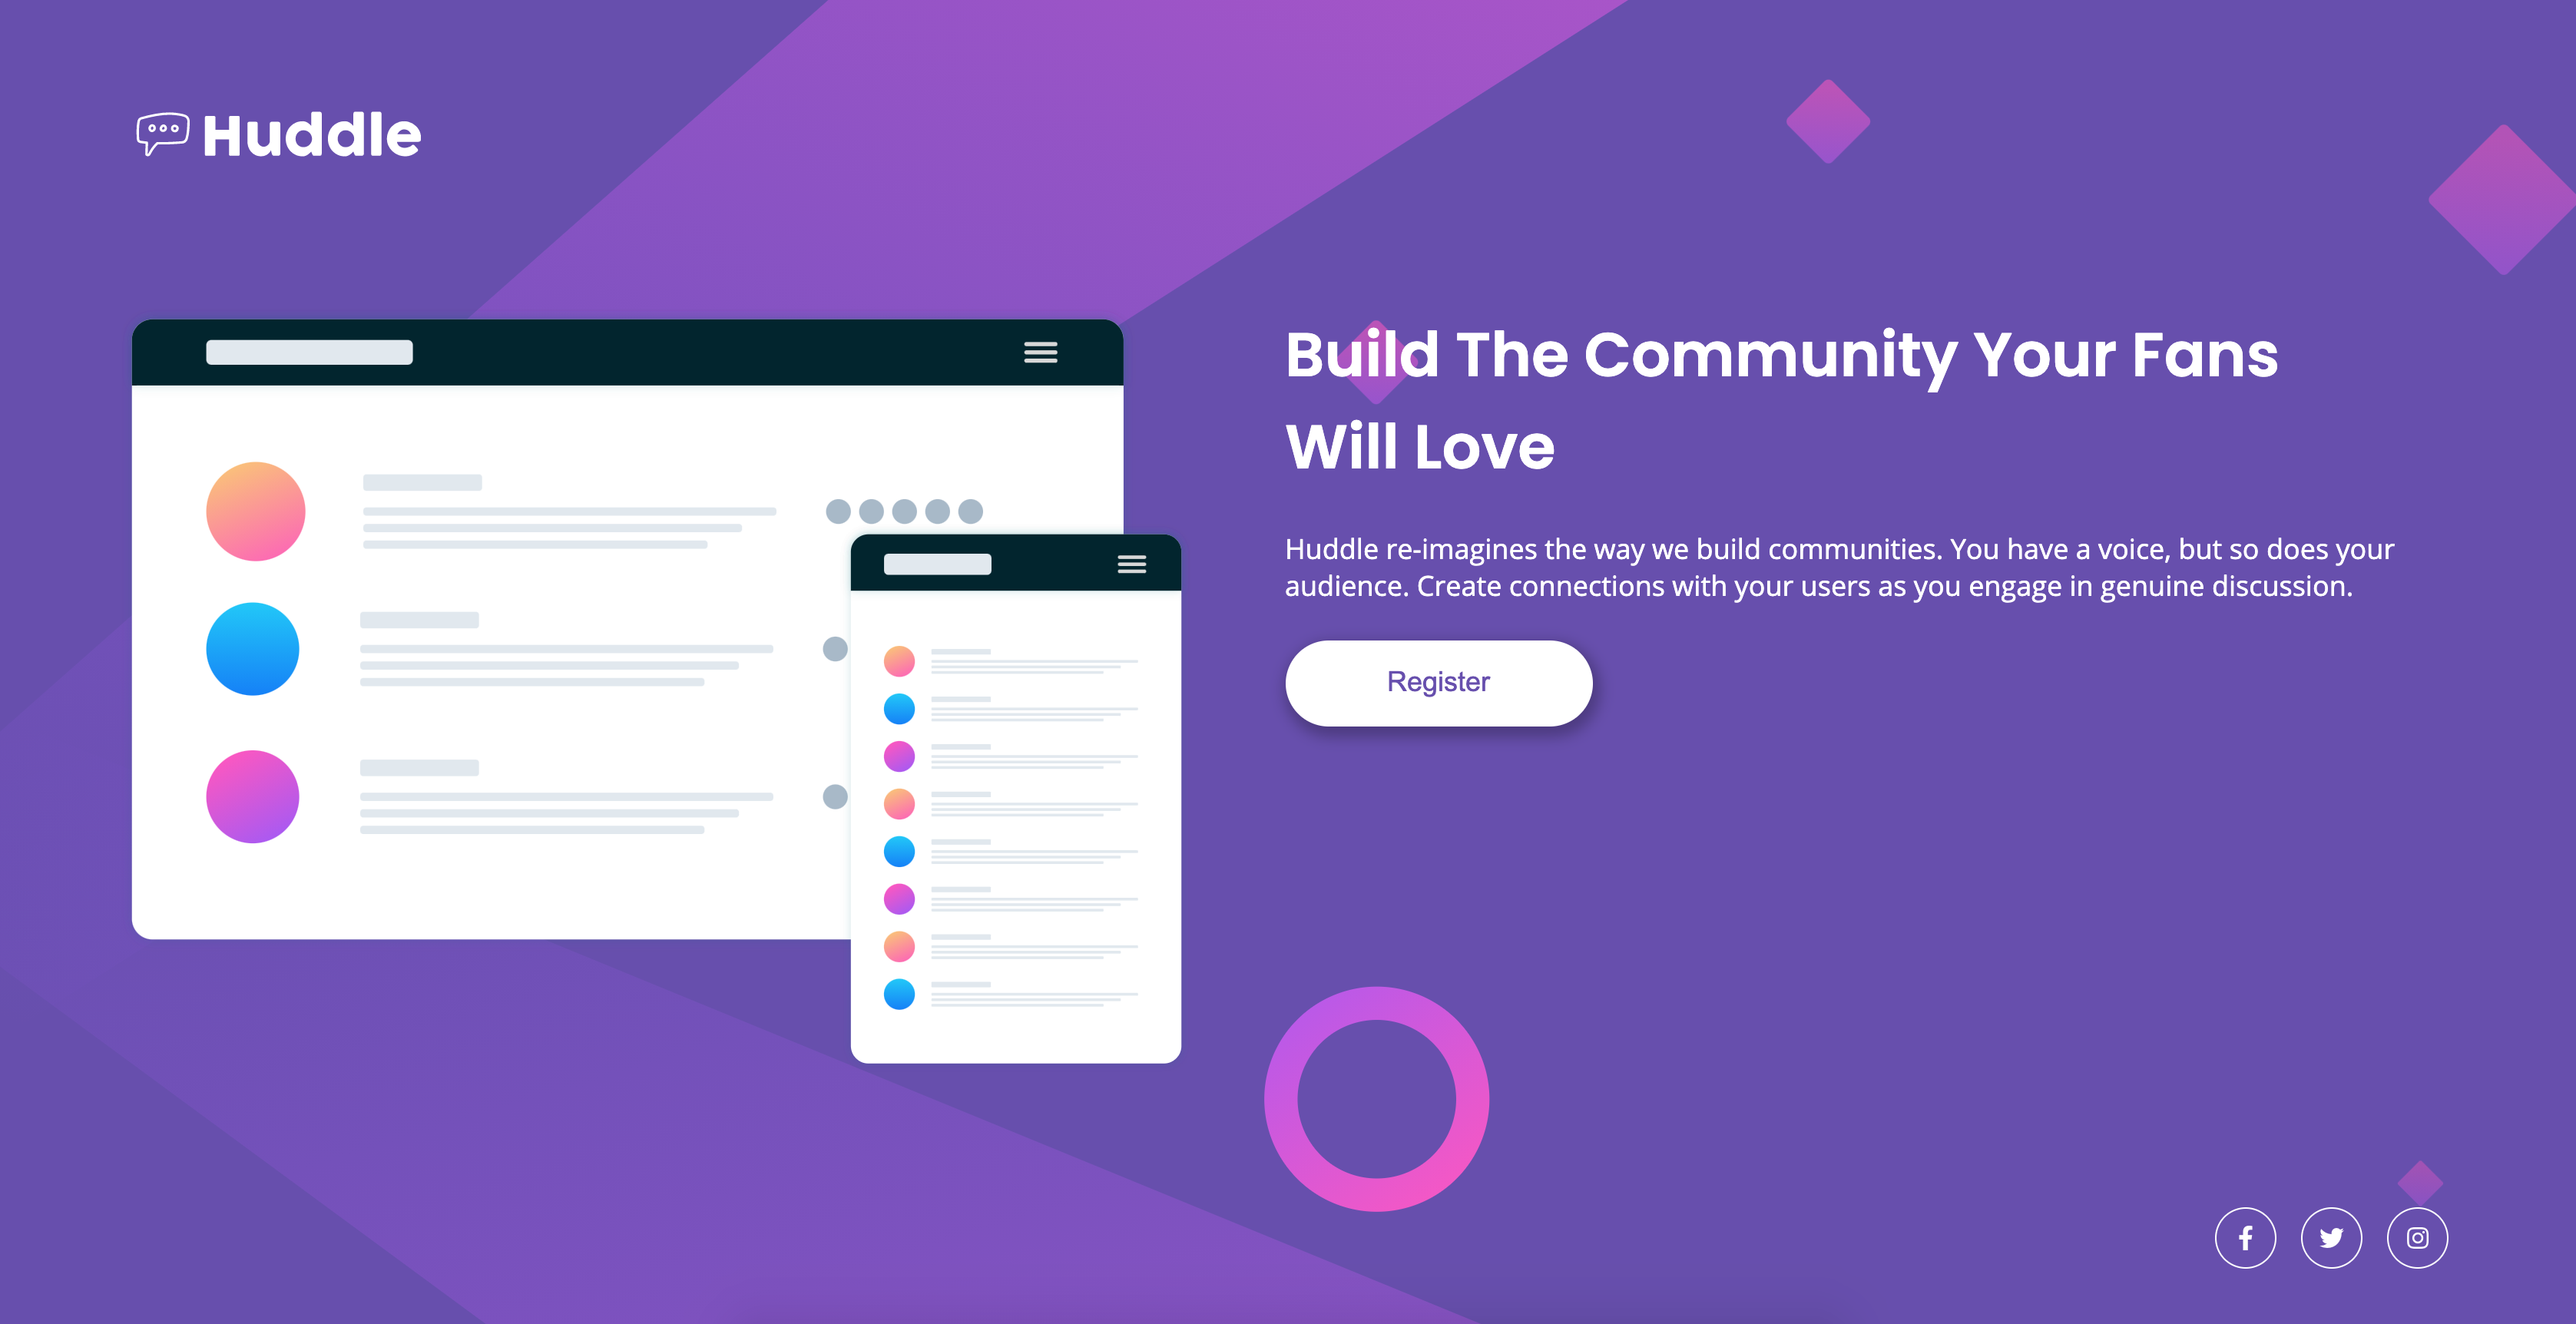 Huddle
Build The Community Your Fans
Will Love
Huddle re-imagines the way we build communities. You have a voice, but so does your
audience. Create connections with your users as you engage in genuine discussion.
Register